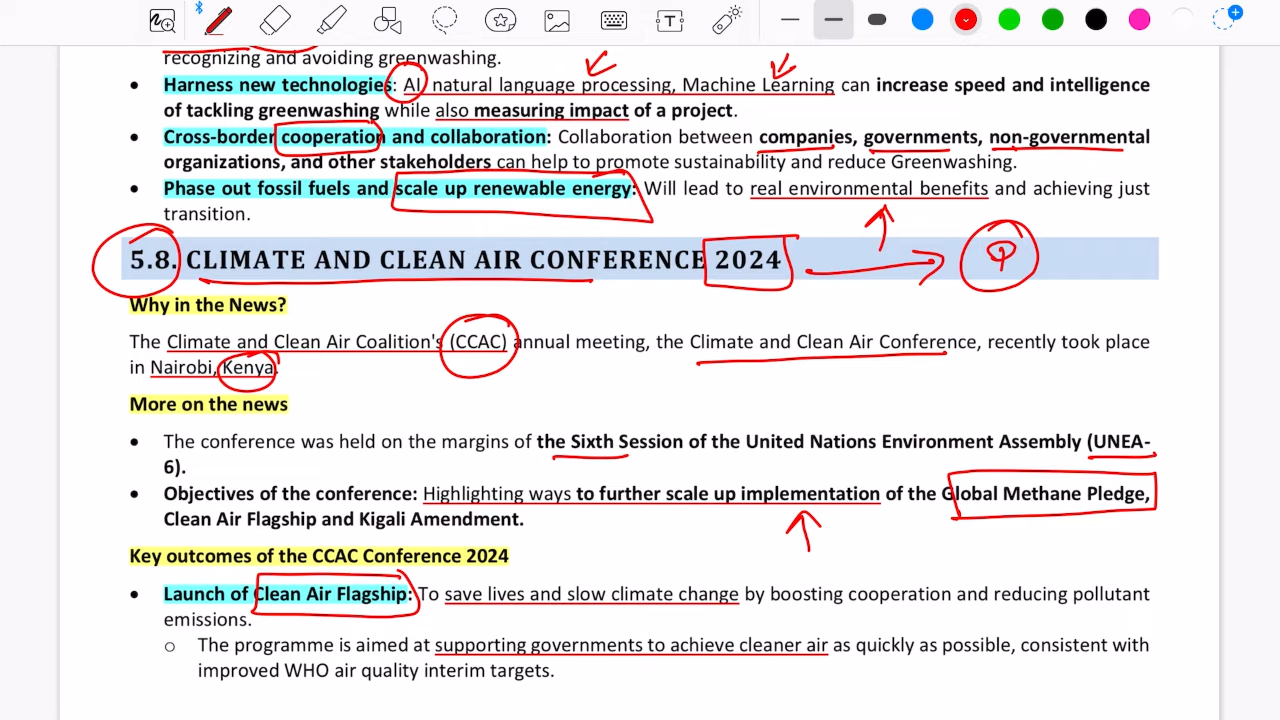 recognizing and avoiding greenwashing.
• Harness new technologies: AI natural language processing, Machine Learning can increase speed and intelligence
of tackling greenwashing while also measuring impact of a project.
• Cross-border cooperation and collaboration: Collaboration between companies, governments, non-governmental
organizations, and other stakeholders can help to promote sustainability and reduce Greenwashing.
• Phase out fossil fuels and scale up renewable energy: Will lead to real environmental benefits and achieving just
transition.
5.8. CLIMATE AND CLEAN AIR CONFERENCE 2024
Why in the News?
The Climate and Clean Air Coalition's (CCAC) annual meeting, the Climate and Clean Air Conference, recently took place
in Nairobi, Kenya.
More on the news
• The conference was held on the margins of the Sixth Session of the United Nations Environment Assembly (UNEA-
6).
• Objectives of the conference: Highlighting ways to further scale up implementation of the Global Methane Pledge,
Clean Air Flagship and Kigali Amendment.
Key outcomes of the CCAC Conference 2024
• Launch of Clean Air Flagship: To save lives and slow climate change by boosting cooperation and reducing pollutant
emissions.
o The programme is aimed at supporting governments to achieve cleaner air as quickly as possible, consistent with
improved WHO air quality interim targets.